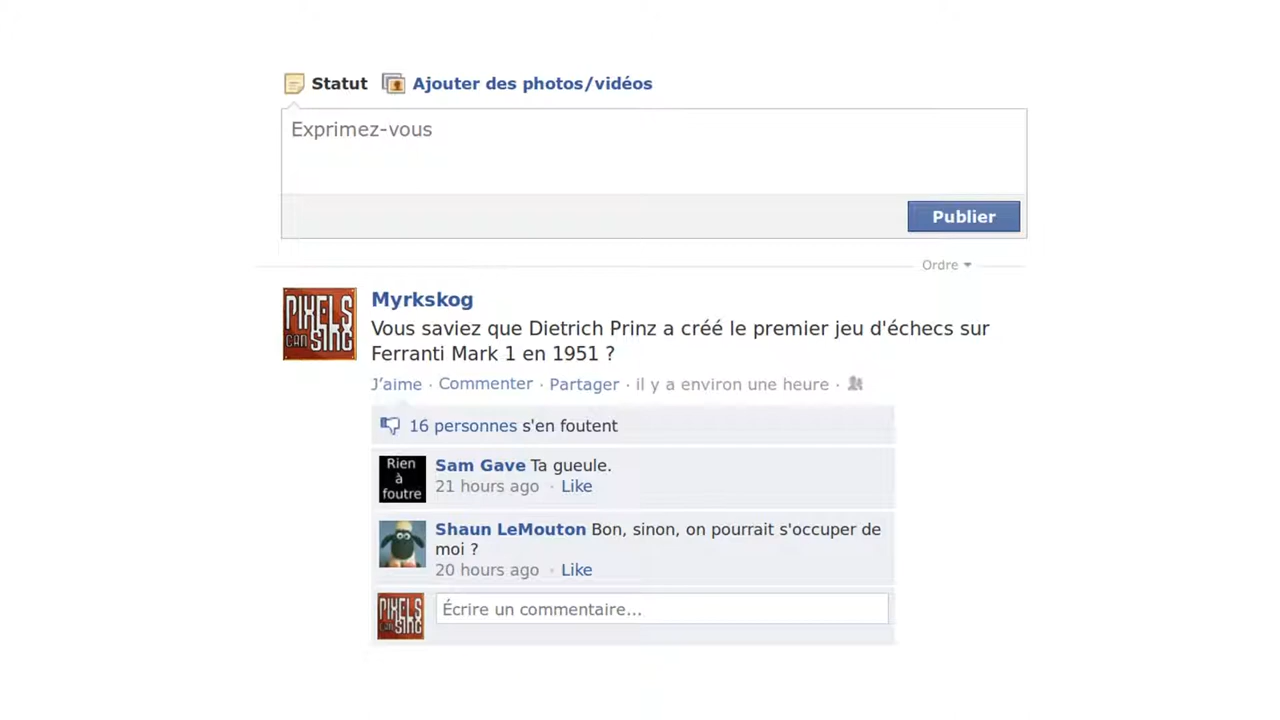 Statut Ajouter des photos/vidéos
Exprimez-vous
Publier
Ordre
PIXELS
CAN
SING
Myrkskog
Vous saviez que Dietrich Prinz a créé le premier jeu d'échecs sur
Ferranti Mark 1 en 1951 ?
J'aime · Commenter · Partager · il y a environ une heure ·
16 personnes s'en foutent
Rien
à
foutre
Sam Gave Ta gueule.
21 hours ago · Like
Shaun LeMouton Bon, sinon, on pourrait s'occuper de
moi ?
20 hours ago · Like
PIXELS
CAN
SING
Écrire un commentaire...